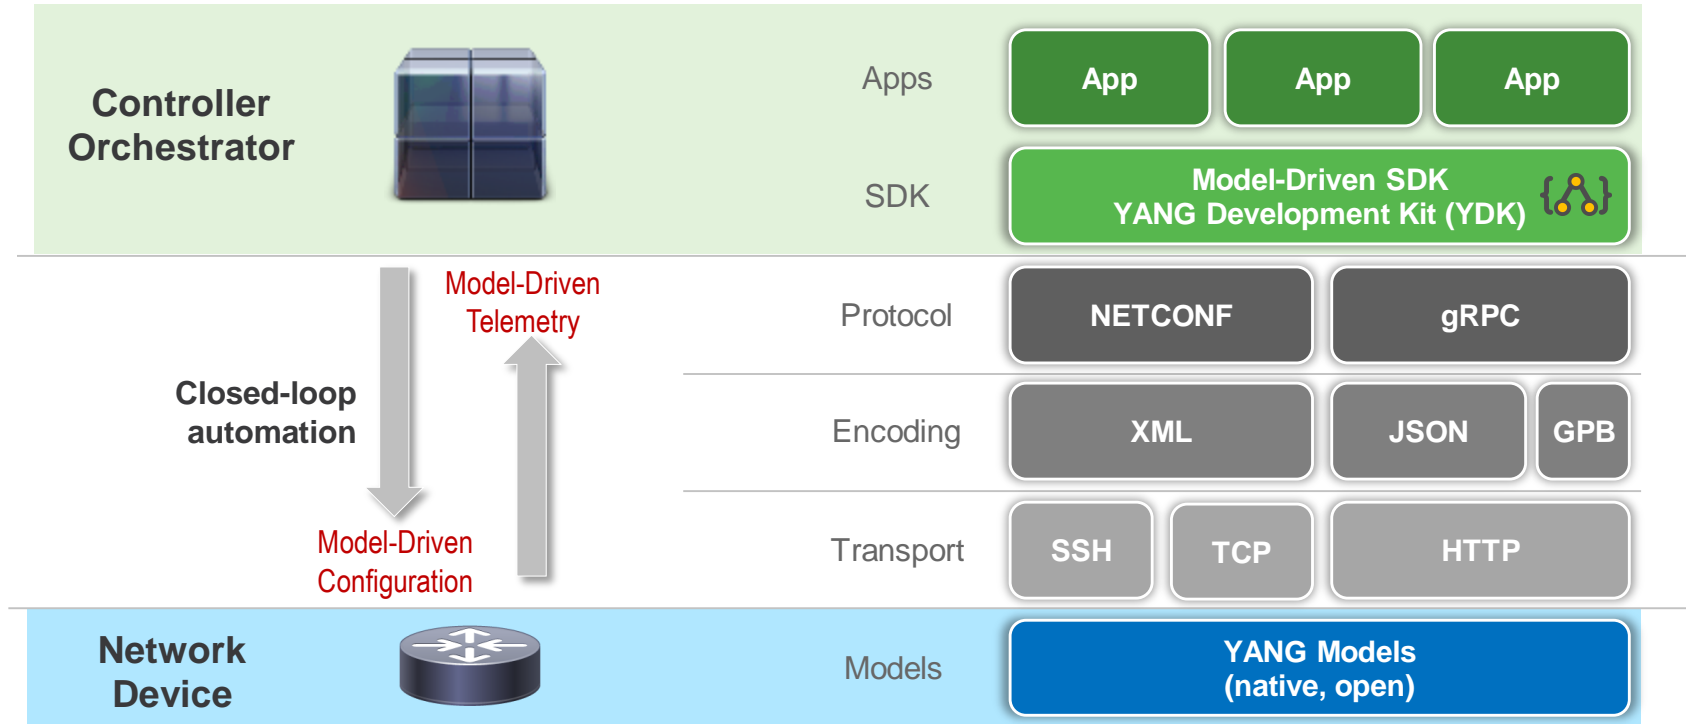 Controller
Orchestrator
Apps
App
App
App
SDK
Model-Driven SDK
YANG Development Kit (YDK)
Model-Driven
Telemetry
Protocol
NETCONF
gRPC
Closed-loop
automation
Encoding
XML
JSON
GPB
Model-Driven
Configuration
Transport
SSH
TCP
HTTP
Network
Device
Models
YANG Models
(native, open)